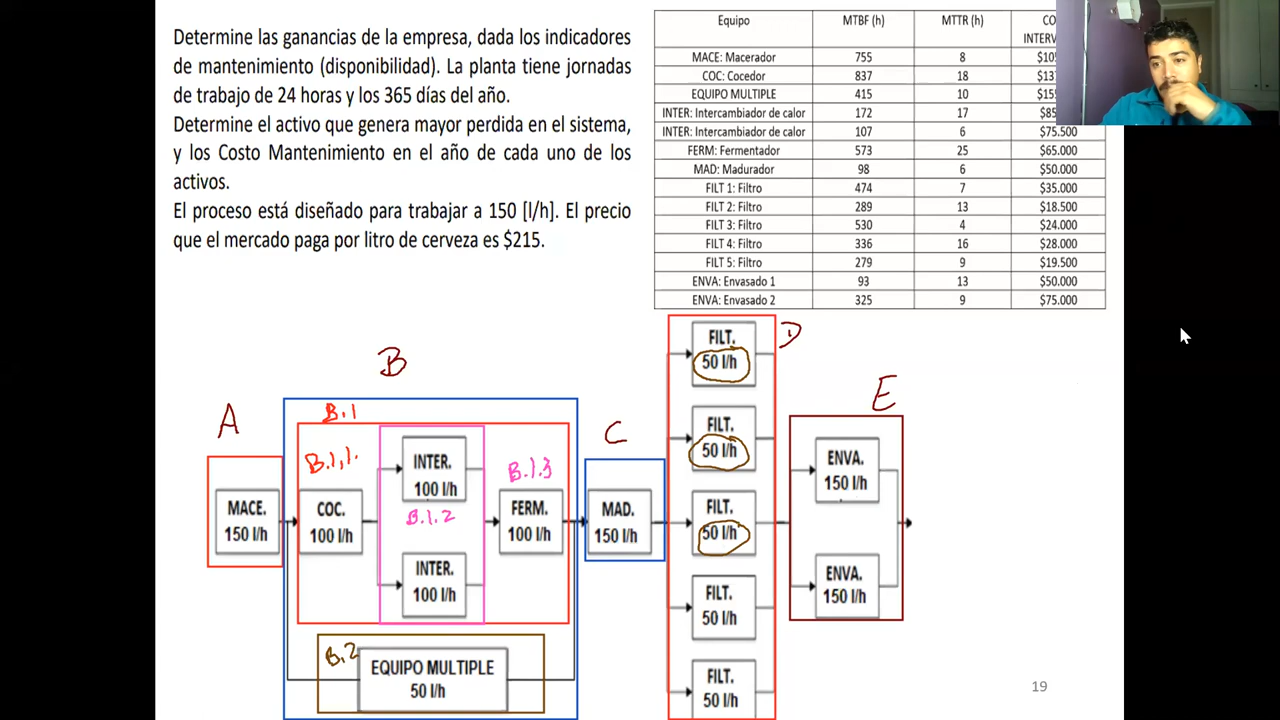 Determine las ganancias de la empresa, dada los indicadores
de mantenimiento (disponibilidad). La planta tiene jornadas
de trabajo de 24 horas y los 365 días del año.
Determine el activo que genera mayor perdida en el sistema,
y los Costo Mantenimiento en el año de cada uno de los
activos.
El proceso está diseñado para trabajar a 150 [l/h]. El precio
que el mercado paga por litro de cerveza es $215.
Equipo MTBF (h) MTTR (h)
MACE: Macerador 755 8
COC: Cocedor 837 18
EQUIPO MULTIPLE 415 10
INTER: Intercambiador de calor 172 17
INTER: Intercambiador de calor 107 6 $75.500
FERM: Fermentador 573 25 $65.000
MAD: Madurador 98 6 $50.000
FILT 1: Filtro 474 7 $35.000
FILT 2: Filtro 289 13 $18.500
FILT 3: Filtro 530 4 $24.000
FILT 4: Filtro 336 16 $28.000
FILT 5: Filtro 279 9 $19.500
ENVA: Envasado 1 93 13 $50.000
ENVA: Envasado 2 325 9 $75.000
A
MACE.
150 l/h
B
B.1
B.1,1.
COC.
100 l/h
INTER.
100 l/h
B.1.2
INTER.
100 l/h
B.1.3
FERM.
100 l/h
B.2
EQUIPO MULTIPLE
50 l/h
C
MAD.
150 l/h
D
FILT.
50 l/h
FILT.
50 l/h
FILT.
50 l/h
FILT.
50 l/h
FILT.
50 l/h
E
ENVA.
150 l/h
ENVA.
150 l/h
19